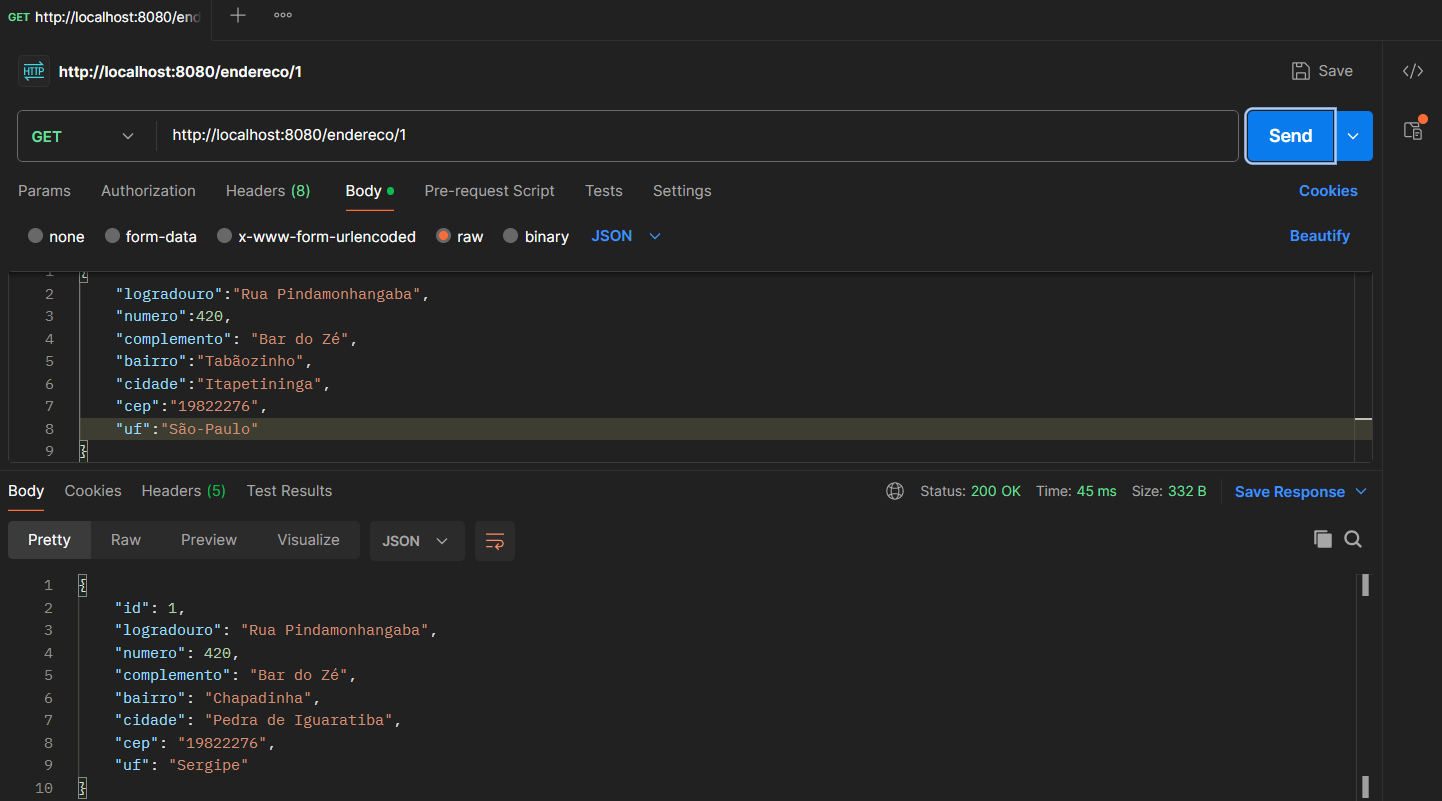 GET http://localhost:8080/end
http://localhost:8080/endereco/1
Save
GET http://localhost:8080/endereco/1 Send
Params Authorization Headers (8) Body Pre-request Script Tests Settings Cookies
none form-data x-www-form-urlencoded raw binary JSON Beautify
1 {
2 "logradouro":"Rua Pindamonhangaba",
3 "numero":420,
4 "complemento": "Bar do Zé",
5 "bairro":"Tabãozinho",
6 "cidade":"Itapetininga",
7 "cep":"19822276",
8 "uf":"São-Paulo"
9 }
Body Cookies Headers (5) Test Results Status: 200 OK Time: 45 ms Size: 332 B Save Response
Pretty Raw Preview Visualize JSON
1 {
2 "id": 1,
3 "logradouro": "Rua Pindamonhangaba",
4 "numero": 420,
5 "complemento": "Bar do Zé",
6 "bairro": "Chapadinha",
7 "cidade": "Pedra de Iguaratiba",
8 "cep": "19822276",
9 "uf": "Sergipe"
10 }